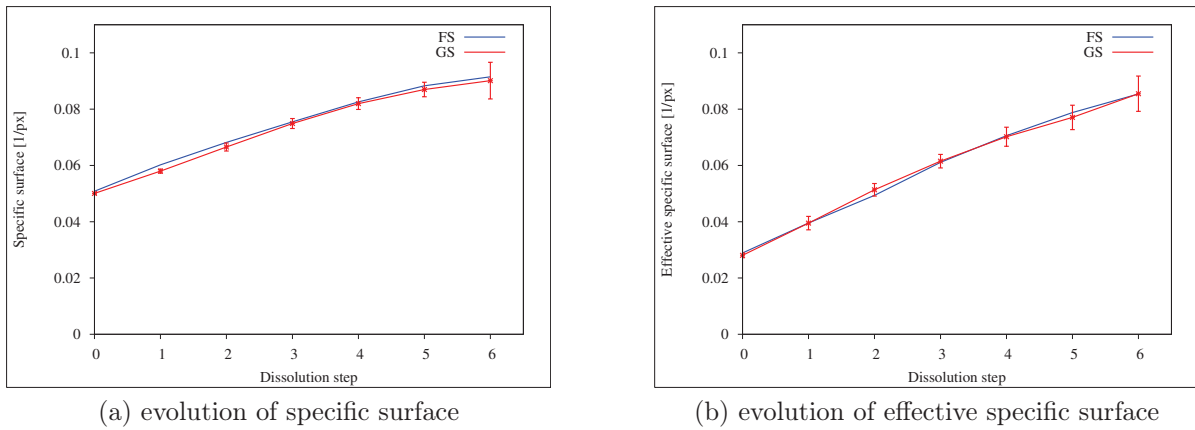 FS
GS
0.1
0.08
0.06
0.04
0.02
0
Specific surface [1/px]
0 1 2 3 4 5 6
Dissolution step
(a) evolution of specific surface
FS
GS
0.1
0.08
0.06
0.04
0.02
0
Effective specific surface [1/px]
0 1 2 3 4 5 6
Dissolution step
(b) evolution of effective specific surface